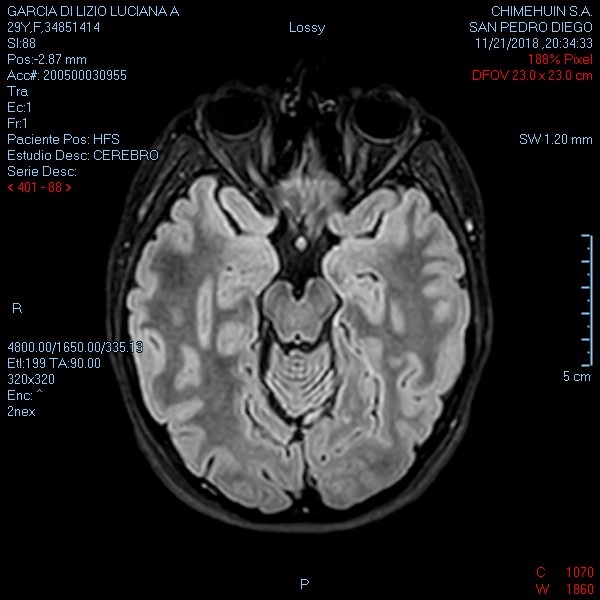 GARCIA DI LIZIO LUCIANA A
29Y,F,34851414
Sl:88
Pos:-2.87 mm
Acc#: 200500030955
Tra
Ec:1
Fr:1
Paciente Pos: HFS
Estudio Desc: CEREBRO
Serie Desc:
< 401 - 88 >
Lossy
CHIMEHUIN S.A.
SAN PEDRO DIEGO
11/21/2018 ,20:34:33
188% Pixel
DFOV 23.0 x 23.0 cm
SW 1.20 mm
R
4800.00/1650.00/335.13
Etl:199 TA:90.00
320x320
Enc: ^
2nex
5 cm
P
C 1070
W 1860